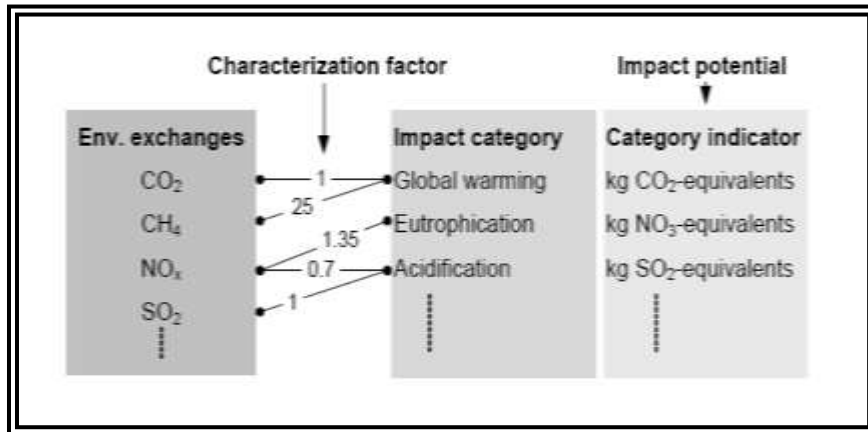 Characterization factor
Impact potential
Env. exchanges
Impact category
Category indicator
CO₂
1
Global warming
kg CO₂-equivalents
25
CH₄
1.35
Eutrophication
kg NO₃-equivalents
NOₓ
0.7
Acidification
kg SO₂-equivalents
1
SO₂